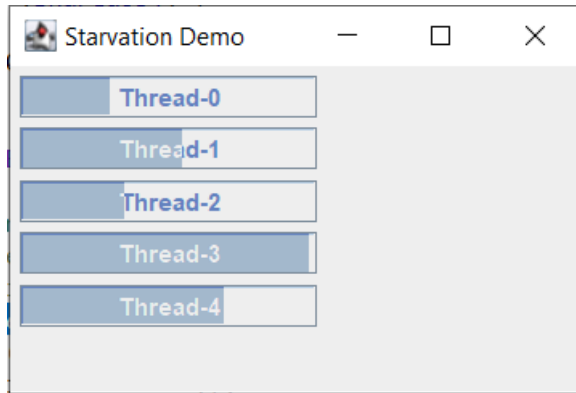 Starvation Demo
Thread-0
Thread-1
Thread-2
Thread-3
Thread-4